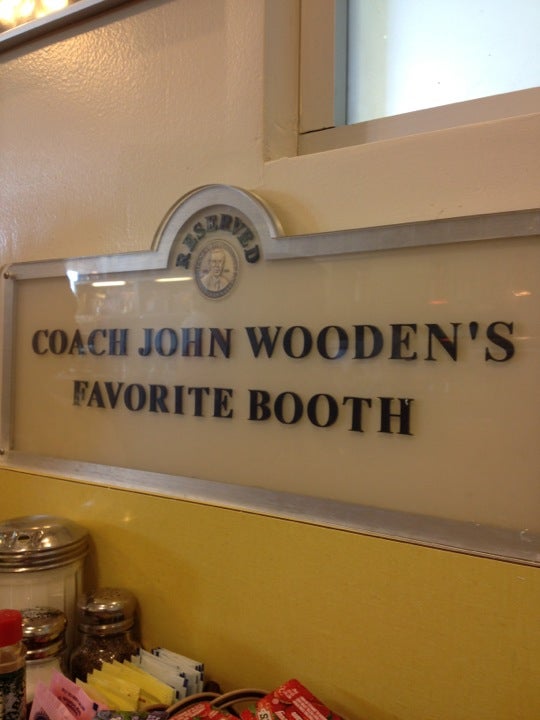 RESERVED
COACH JOHN WOODEN'S
FAVORITE BOOTH